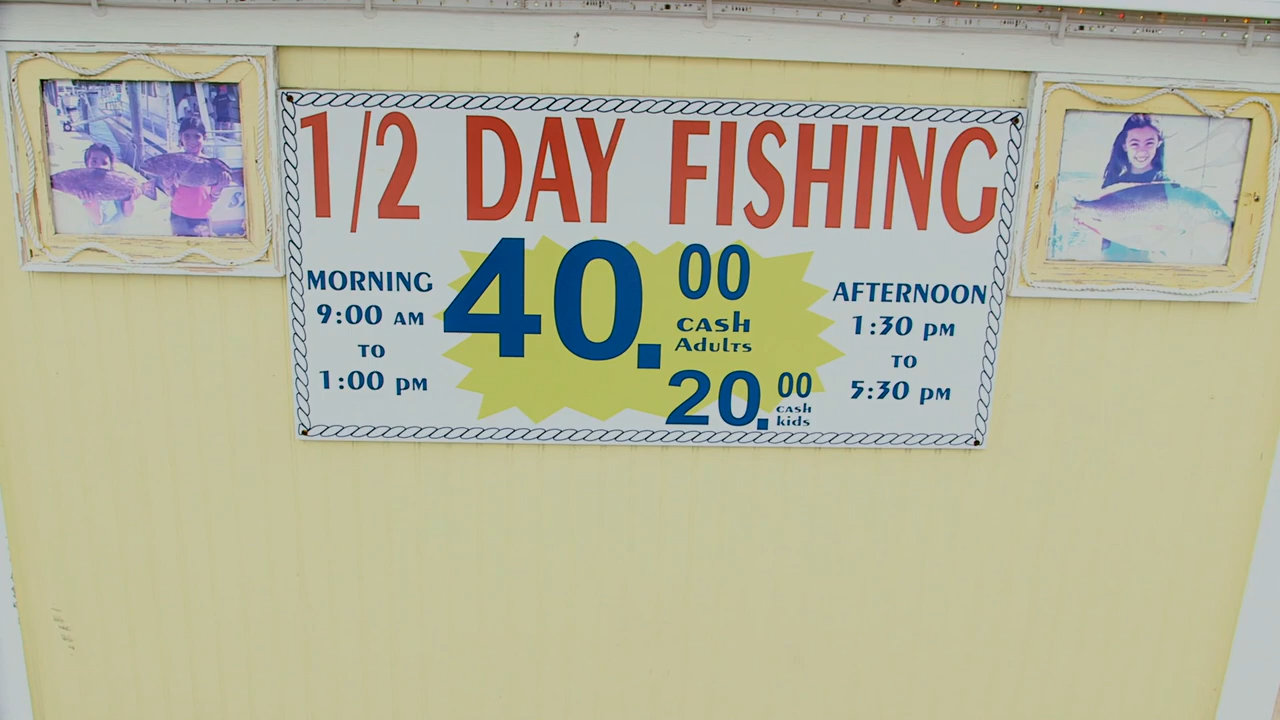 1/2 DAY FISHING
MORNING
9:00 AM
TO
1:00 PM
40.00
CASH
Adults
20.00
CASH
kids
AFTERNOON
1:30 PM
TO
5:30 PM